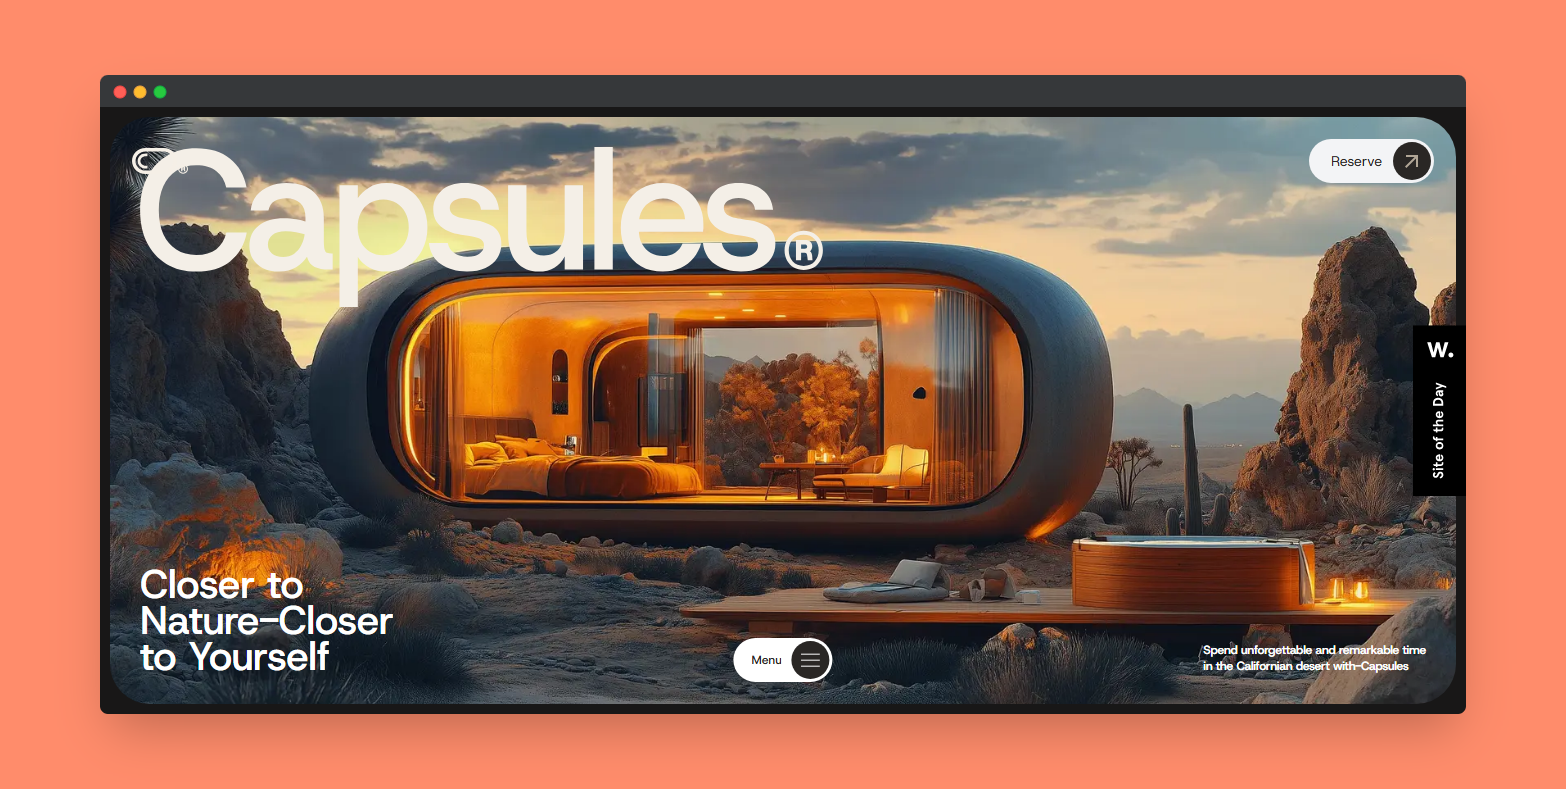 C®
Capsules®
Reserve
W.
Site of the Day
Closer to
Nature–Closer
to Yourself
Menu
Spend unforgettable and remarkable time
in the Californian desert with–Capsules